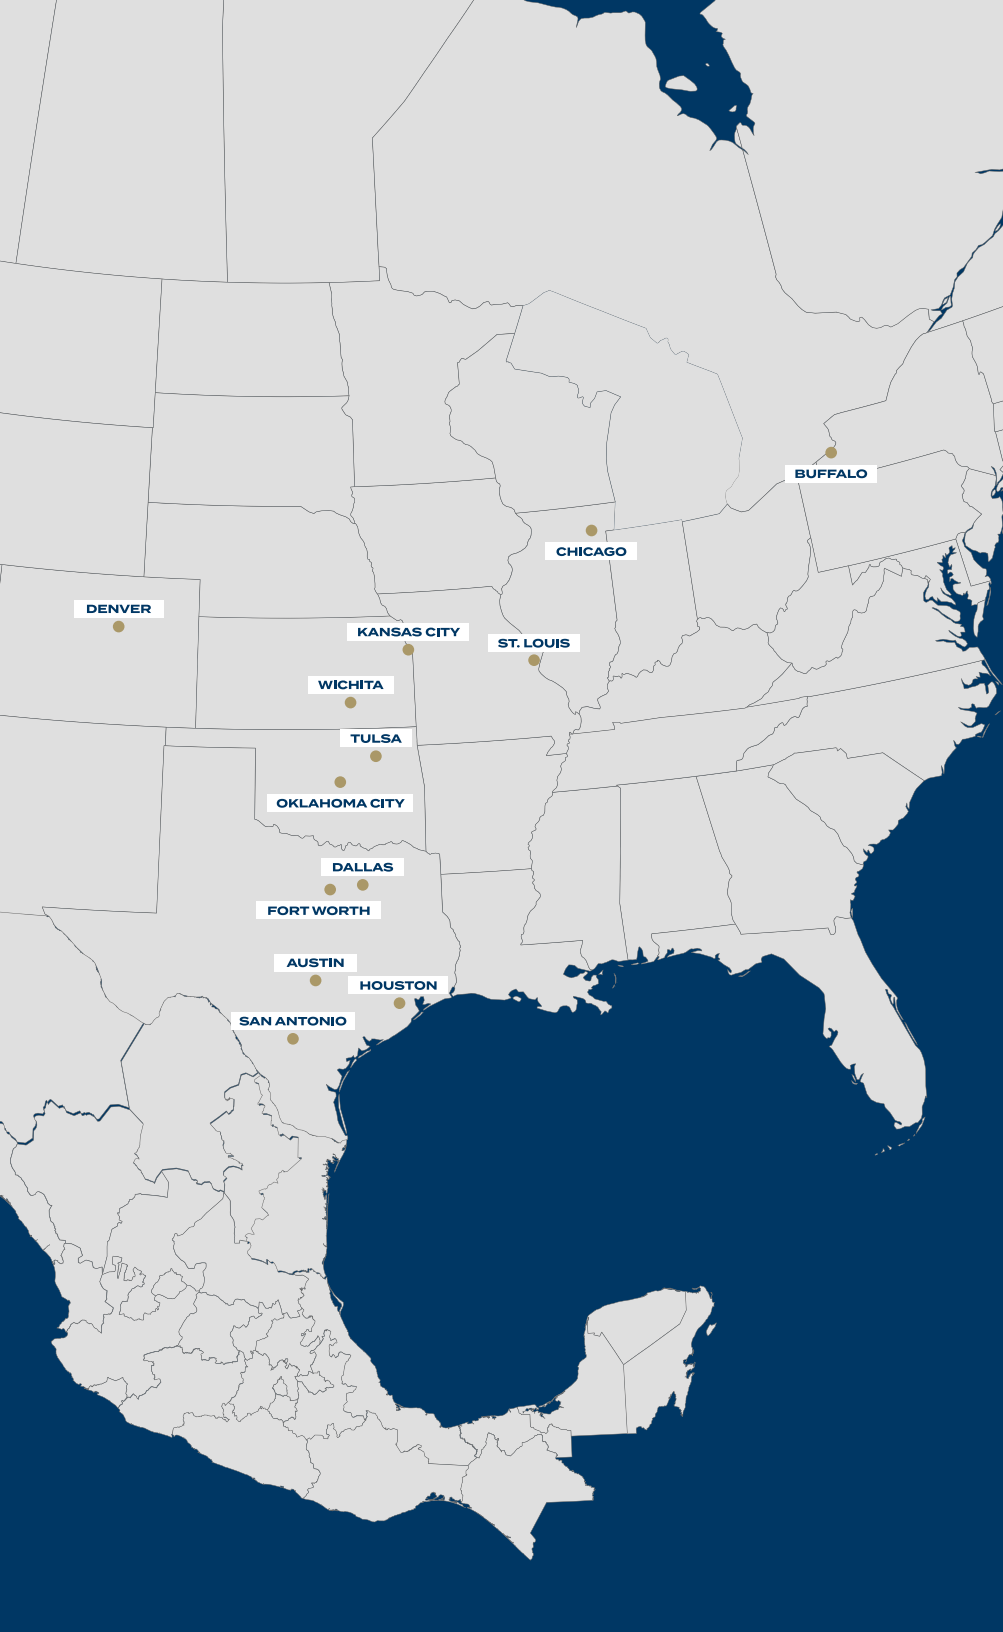 BUFFALO
CHICAGO
DENVER
KANSAS CITY
ST. LOUIS
WICHITA
TULSA
OKLAHOMA CITY
DALLAS
FORT WORTH
AUSTIN
HOUSTON
SAN ANTONIO